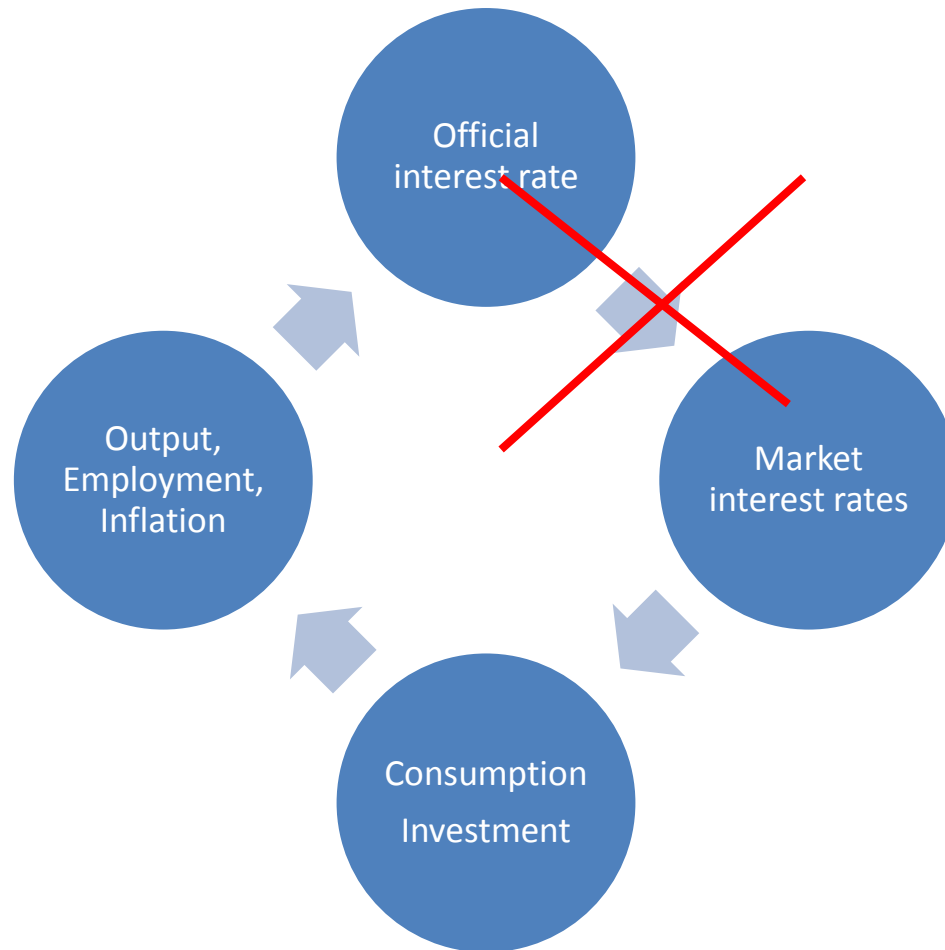 Official
interest rate
Market
interest rates
Consumption
Investment
Output,
Employment,
Inflation